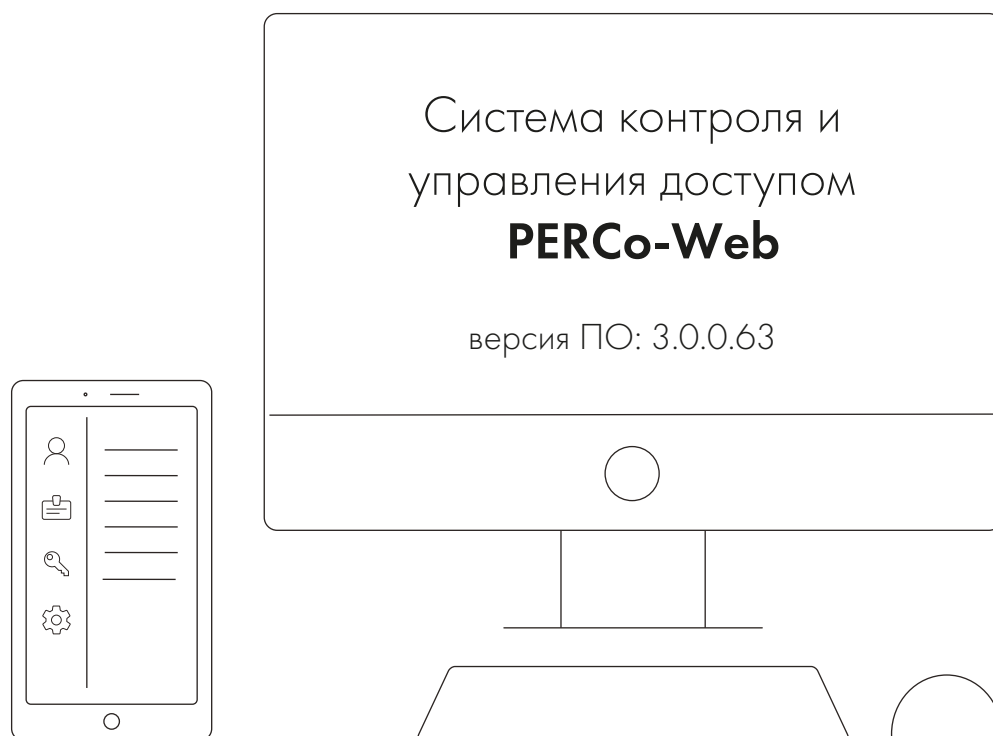 Система контроля и
управления доступом
PERCo-Web
версия ПО: 3.0.0.63